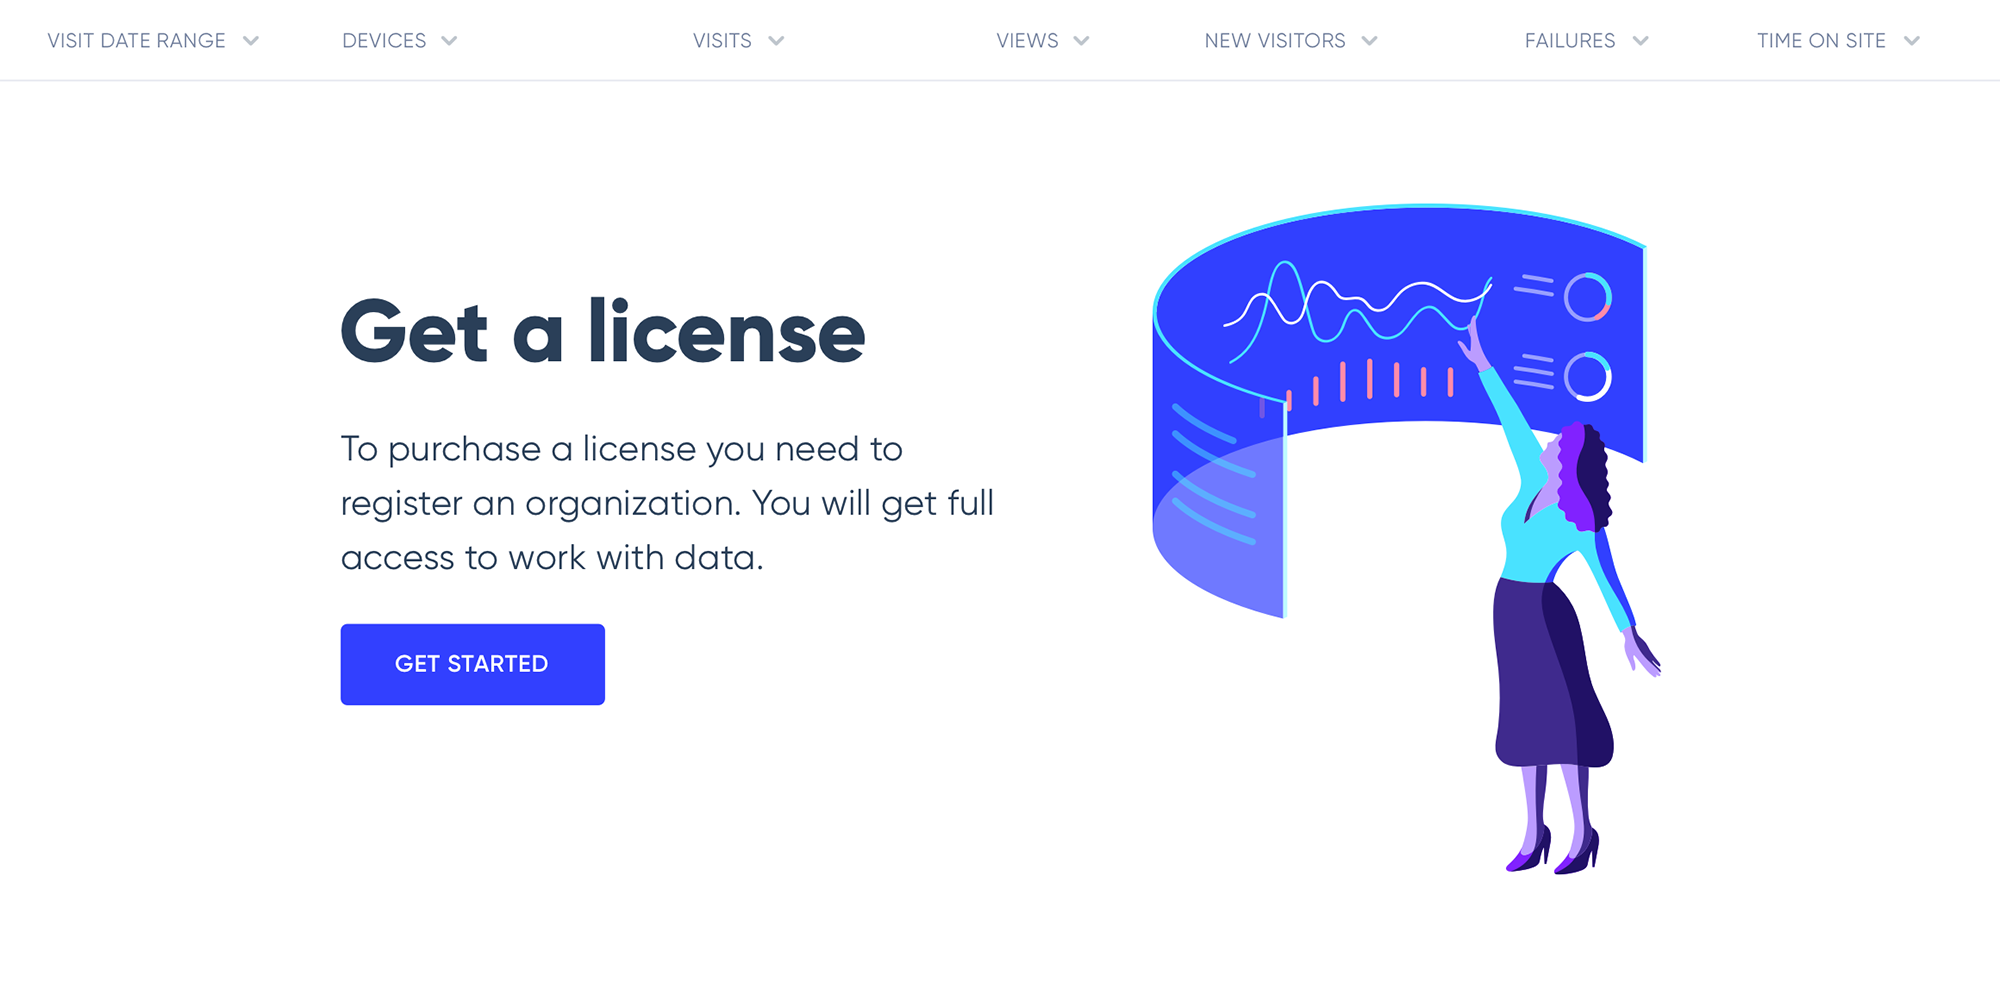 VISIT DATE RANGE DEVICES VISITS VIEWS NEW VISITORS FAILURES TIME ON SITE
Get a license
To purchase a license you need to
register an organization. You will get full
access to work with data.
GET STARTED